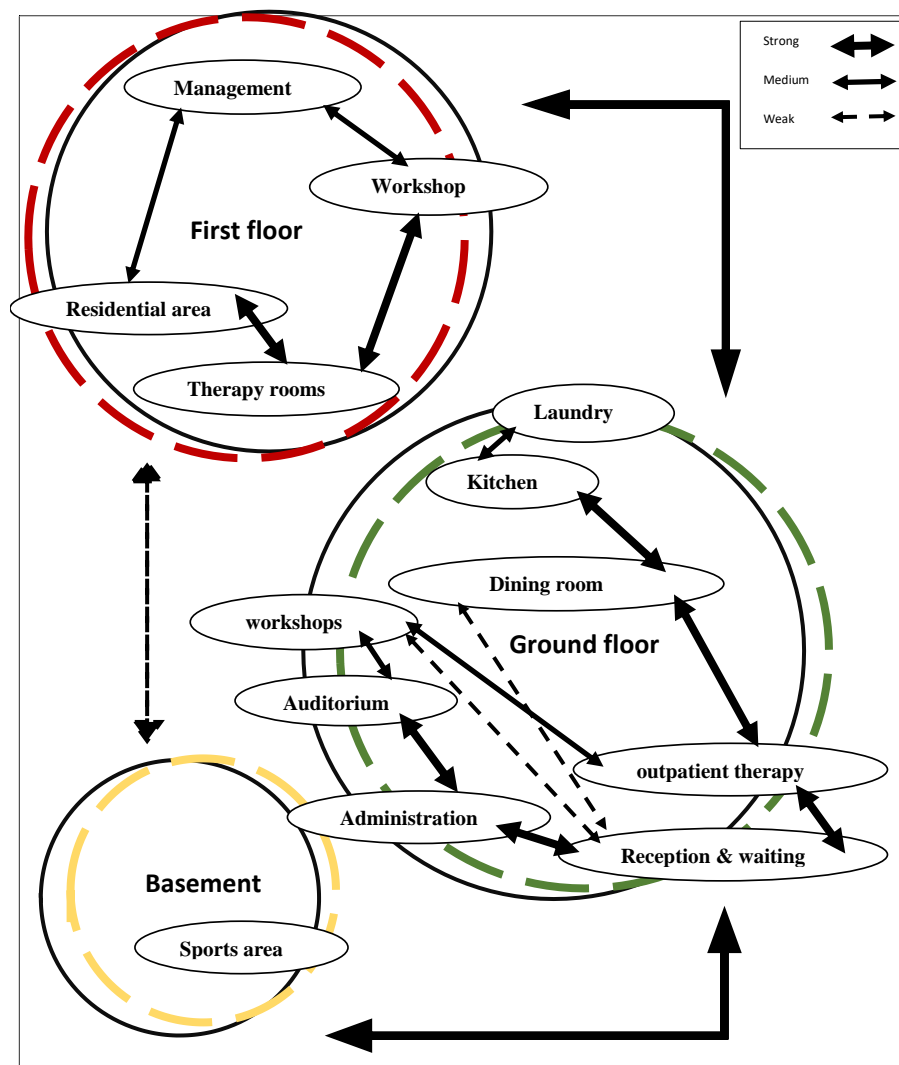 Strong
Medium
Weak
Management
Workshop
First floor
Residential area
Therapy rooms
Laundry
Kitchen
Dining room
workshops
Ground floor
Auditorium
outpatient therapy
Administration
Reception & waiting
Basement
Sports area